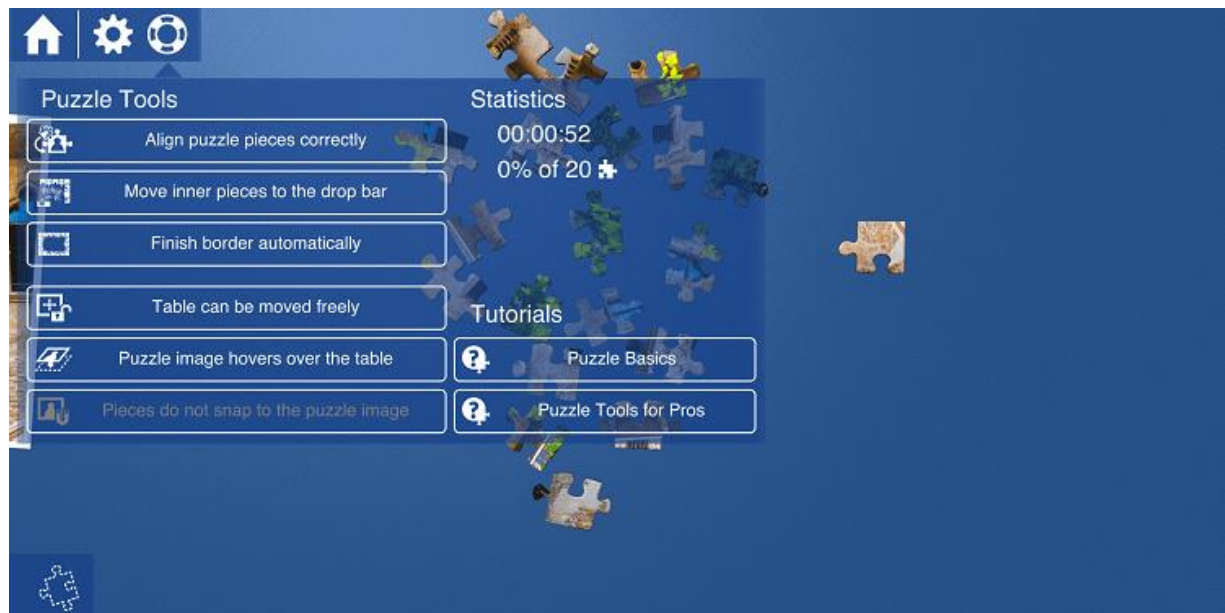 Puzzle Tools
Align puzzle pieces correctly
Move inner pieces to the drop bar
Finish border automatically
Table can be moved freely
Puzzle image hovers over the table
Pieces do not snap to the puzzle image
Statistics
00:00:52
0% of 20
Tutorials
Puzzle Basics
Puzzle Tools for Pros